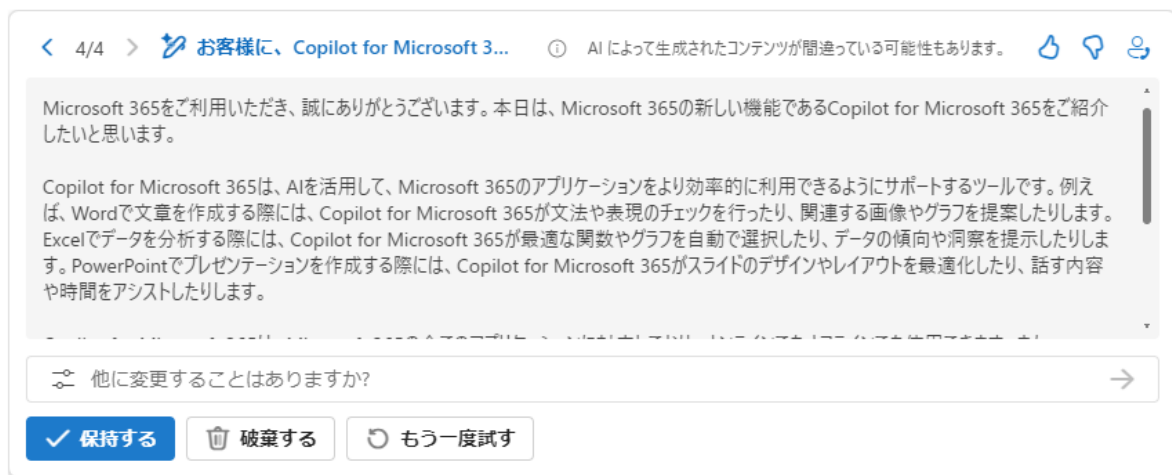 4/4 お客様に、Copilot for Microsoft 3... AI によって生成されたコンテンツが間違っている可能性もあります。
Microsoft 365をご利用いただき、誠にありがとうございます。本日は、Microsoft 365の新しい機能であるCopilot for Microsoft 365をご紹介
したいと思います。
Copilot for Microsoft 365は、AIを活用して、Microsoft 365のアプリケーションをより効率的に利用できるようにサポートするツールです。例え
ば、Wordで文章を作成する際には、Copilot for Microsoft 365が文法や表現のチェックを行ったり、関連する画像やグラフを提案したりします。
Excelでデータを分析する際には、Copilot for Microsoft 365が最適な関数やグラフを自動で選択したり、データの傾向や洞察を提示したりしま
す。PowerPointでプレゼンテーションを作成する際には、Copilot for Microsoft 365がスライドのデザインやレイアウトを最適化したり、話す内容
や時間をアシストしたりします。
他に変更することはありますか?
保持する 破棄する もう一度試す